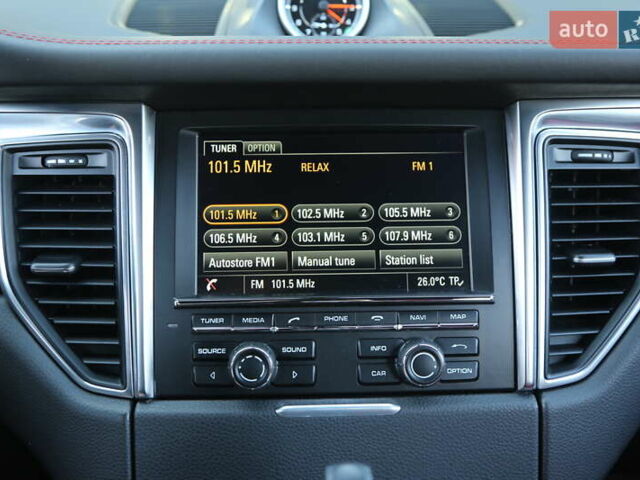 auto
TUNER OPTION
101.5 MHz RELAX FM 1
101.5 MHz 1 102.5 MHz 2 105.5 MHz 3
106.5 MHz 4 103.1 MHz 5 107.9 MHz 6
Autostore FM1 Manual tune Station list
FM 101.5 MHz 26.0°C TP
TUNER MEDIA PHONE NAVI MAP
SOURCE SOUND INFO
CAR OPTION